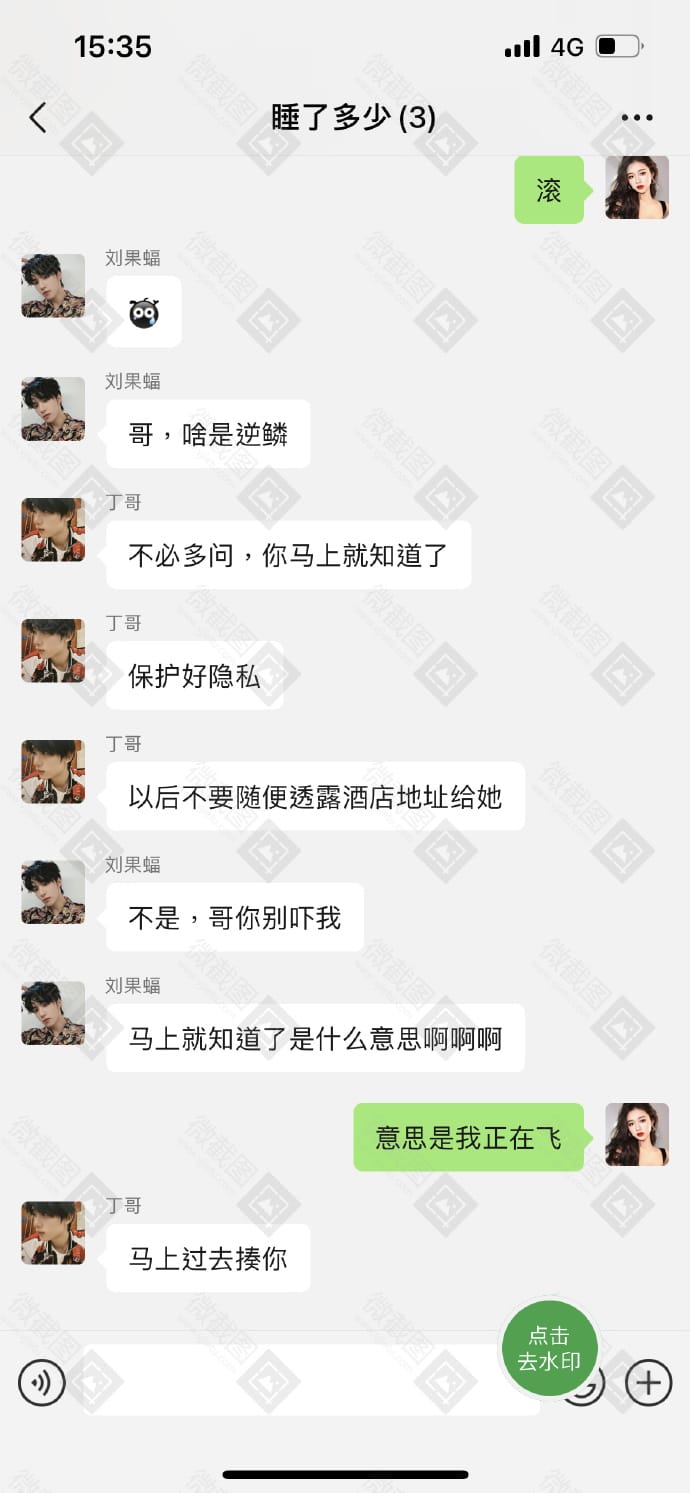 15:35
4G
睡了多少(3)
滚
刘果蝠
刘果蝠
哥，啥是逆鳞
丁哥
不必多问，你马上就知道了
丁哥
保护好隐私
丁哥
以后不要随便透露酒店地址给她
刘果蝠
不是，哥你别吓我
刘果蝠
马上就知道了是什么意思啊啊啊
意思是我正在飞
丁哥
马上过去揍你
点击
去水印
微截图